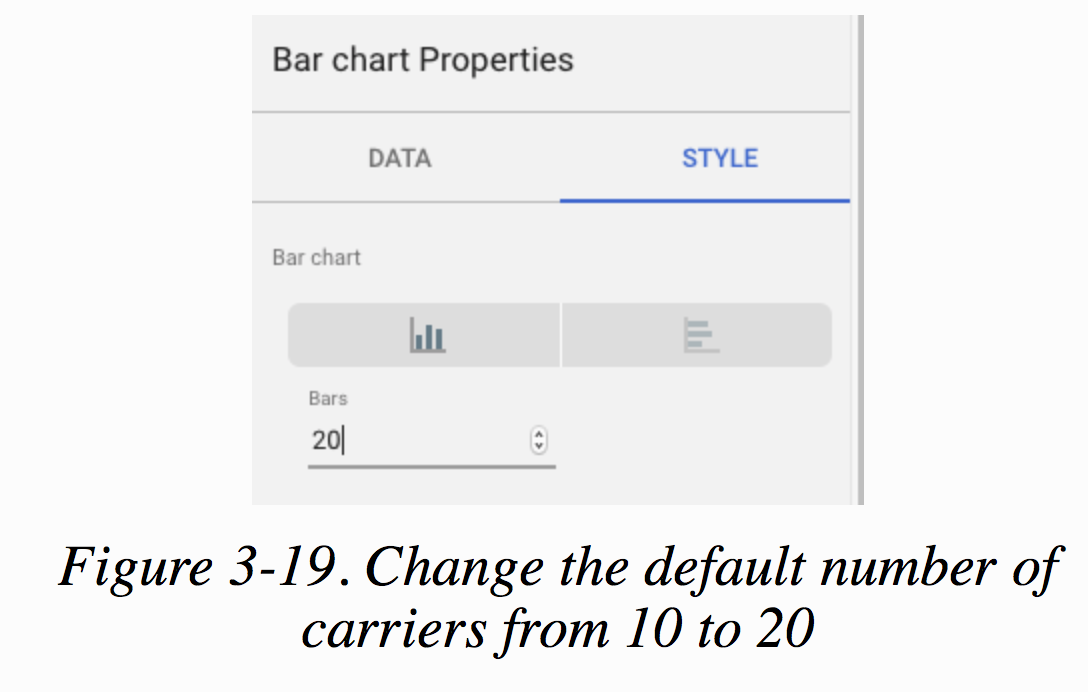 Bar chart Properties
DATA STYLE
Bar chart
Bars
20
Figure 3-19. Change the default number of
carriers from 10 to 20